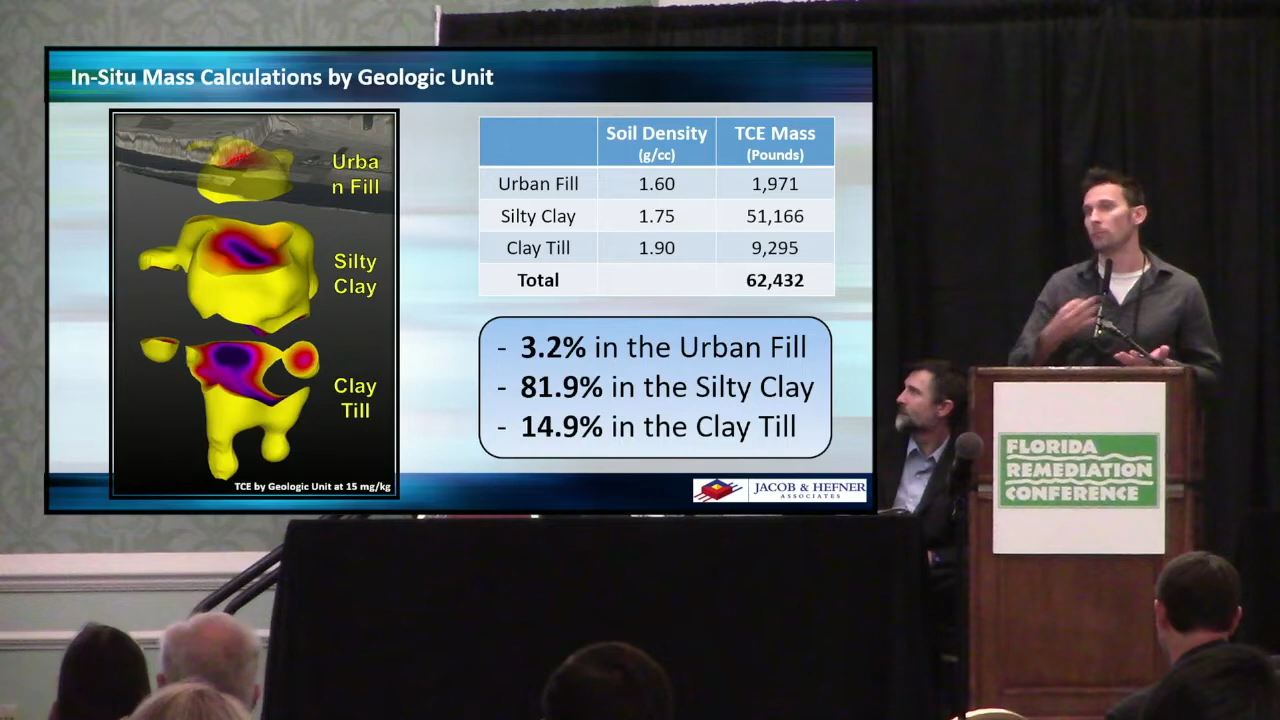 In-Situ Mass Calculations by Geologic Unit
Urba
n Fill
Silty
Clay
Clay
Till
TCE by Geologic Unit at 15 mg/kg
Soil Density TCE Mass
(g/cc) (Pounds)
Urban Fill 1.60 1,971
Silty Clay 1.75 51,166
Clay Till 1.90 9,295
Total 62,432
- 3.2% in the Urban Fill
- 81.9% in the Silty Clay
- 14.9% in the Clay Till
JACOB & HEFNER
ASSOCIATES
FLORIDA
REMEDIATION
CONFERENCE